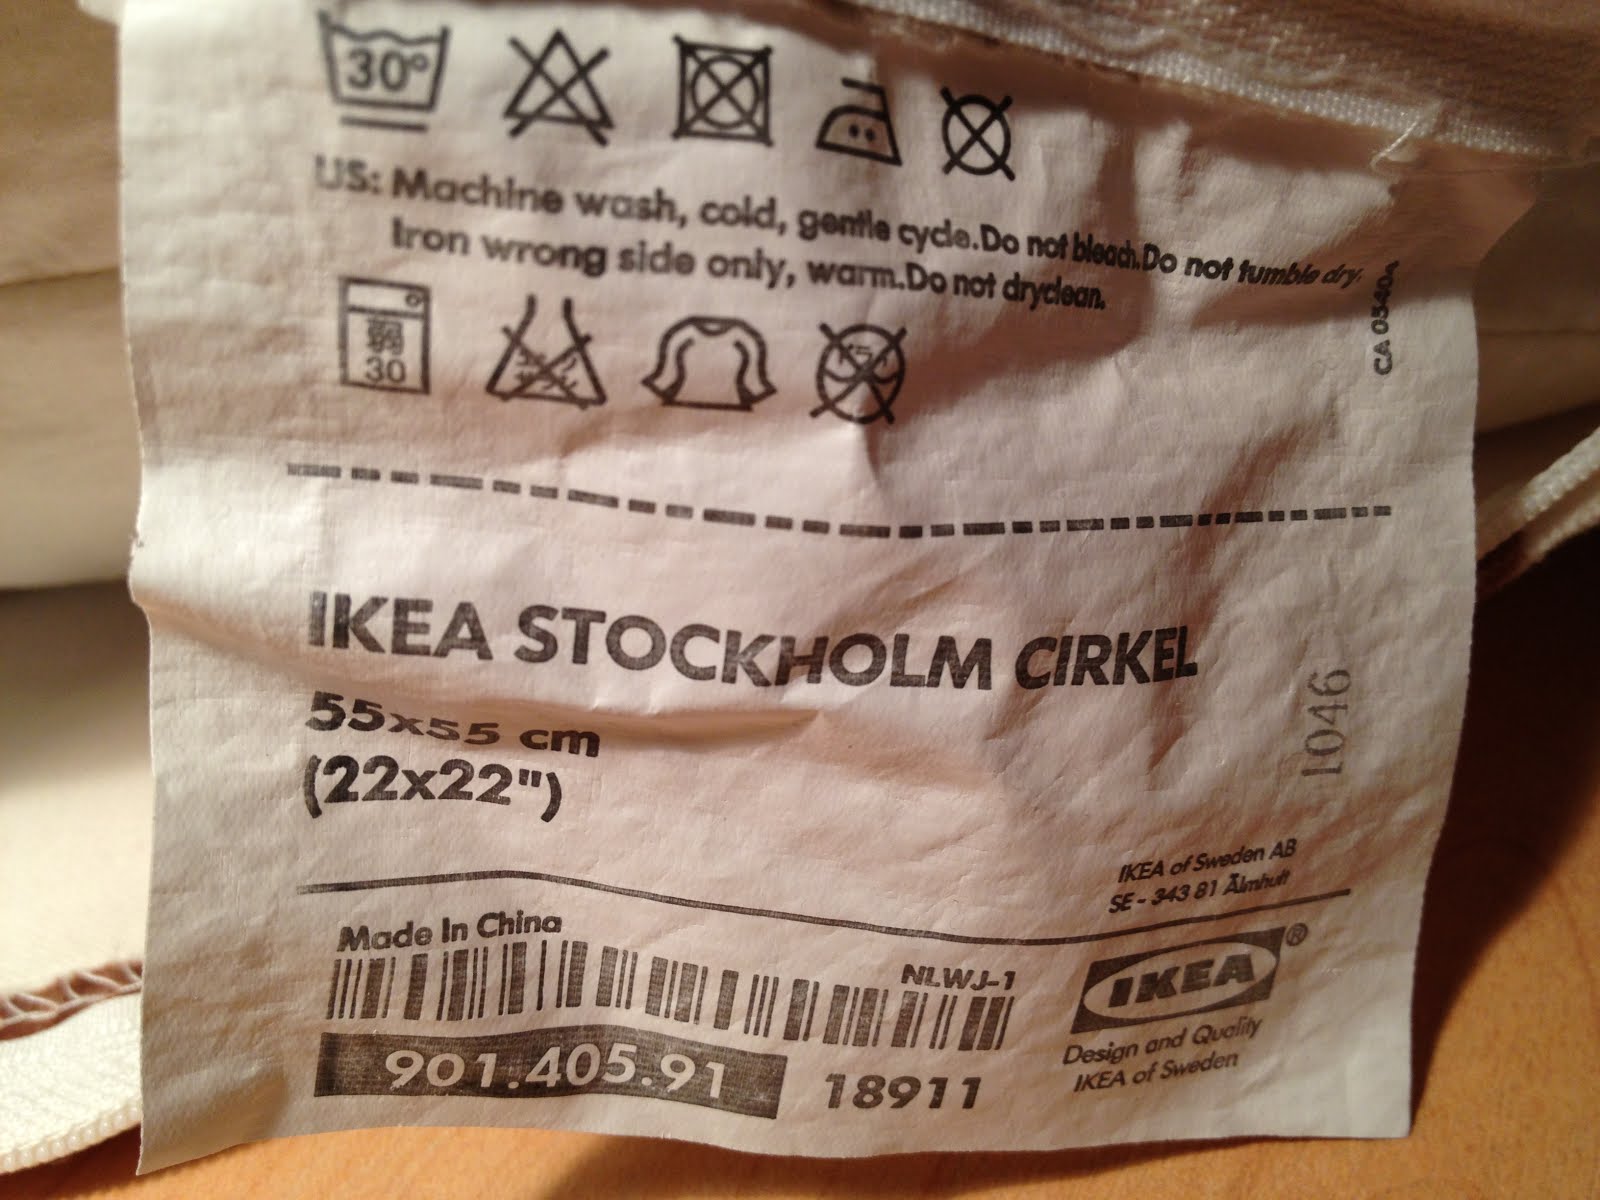 30°
US: Machine wash, cold, gentle cycle.Do not bleach.Do not tumble dry.
Iron wrong side only, warm.Do not dryclean.
CA 05404
30
IKEA STOCKHOLM CIRKEL
55x55 cm
(22x22")
1046
IKEA of Sweden AB
SE - 343 81 Älmhult
Made In China
NLWJ-1
901.405.91
18911
IKEA®
Design and Quality
IKEA of Sweden